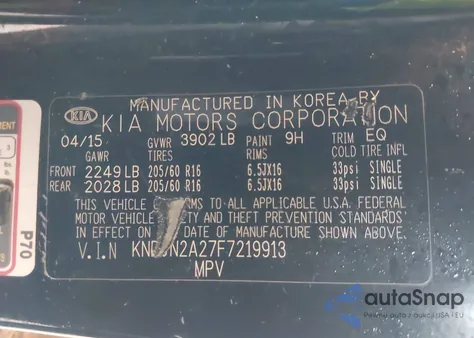 MANUFACTURED IN KOREA BY
KIA KIA MOTORS CORPORATION
04/15 GVWR 3902 LB PAINT 9H TRIM EQ
GAWR TIRES RIMS COLD TIRE INFL
FRONT 2249 LB 205/60 R16 6.5JX16 33psi SINGLE
REAR 2028 LB 205/60 R16 6.5JX16 33psi SINGLE
THIS VEHICLE TO ALL APPLICABLE U.S.A FEDERAL
MOTOR VEHICLE AND THEFT PREVENTION STANDARDS
IN EFFECT DATE OF MANUFACTURE SHOWN ABOVE.
V.I.N
MPV
P70
autoSnap